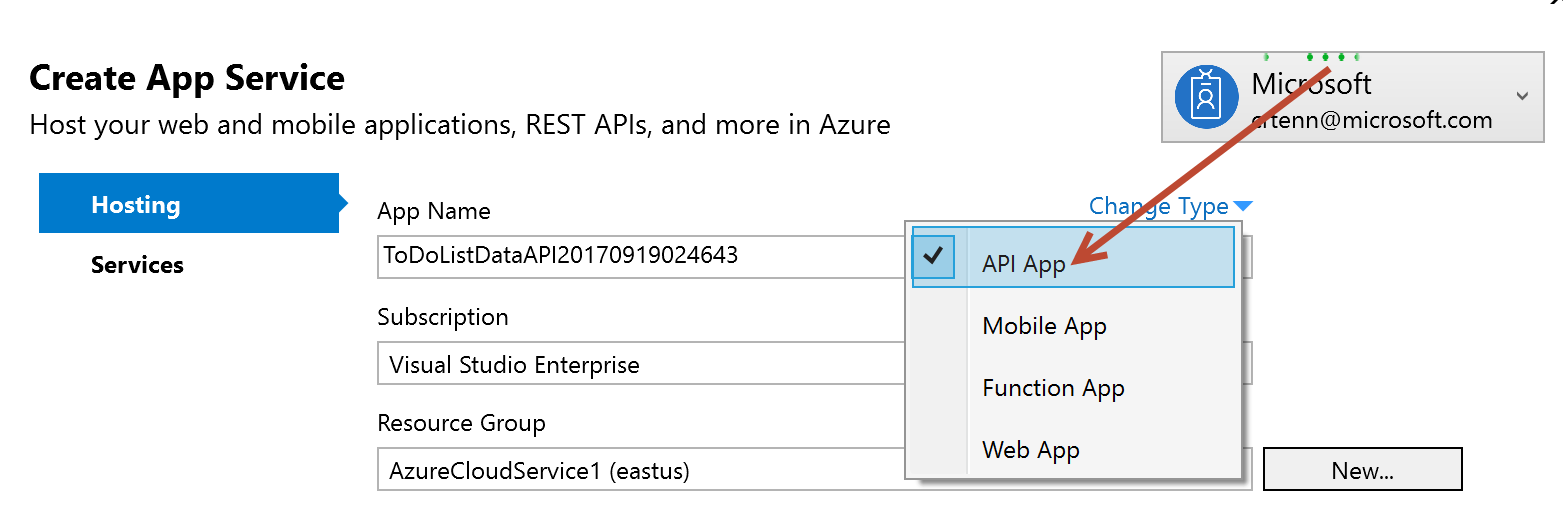 Create App Service
Host your web and mobile applications, REST APIs, and more in Azure
Microsoft
crtenn@microsoft.com
Hosting
Services
App Name
Change Type
ToDoListDataAPI20170919024643
API App
Mobile App
Function App
Web App
Subscription
Visual Studio Enterprise
Resource Group
AzureCloudService1 (eastus)
New...